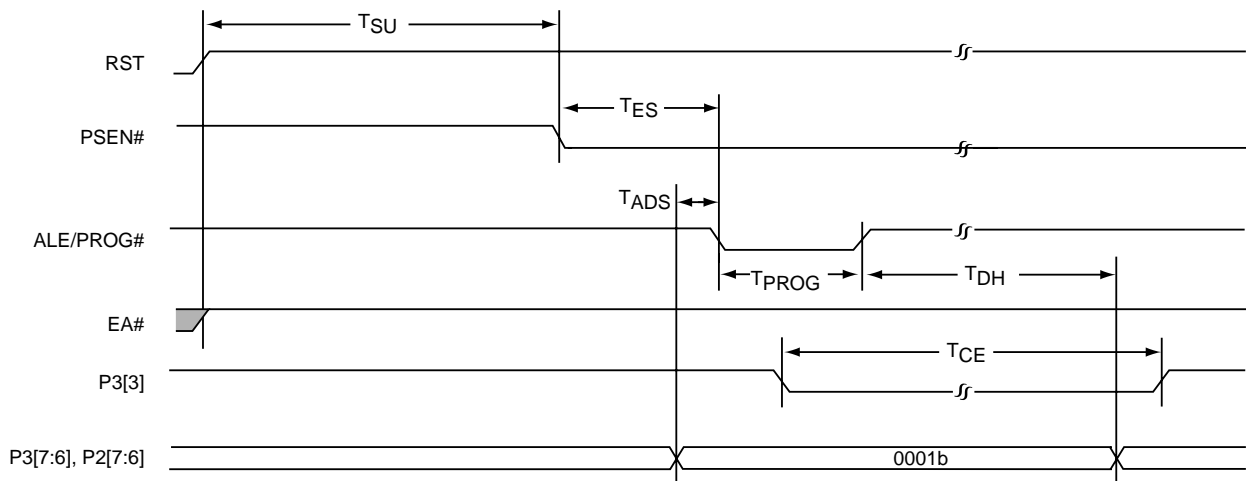 TSU
RST
TES
PSEN#
TADS
ALE/PROG#
TPROG
TDH
EA#
TCE
P3[3]
P3[7:6], P2[7:6]
0001b